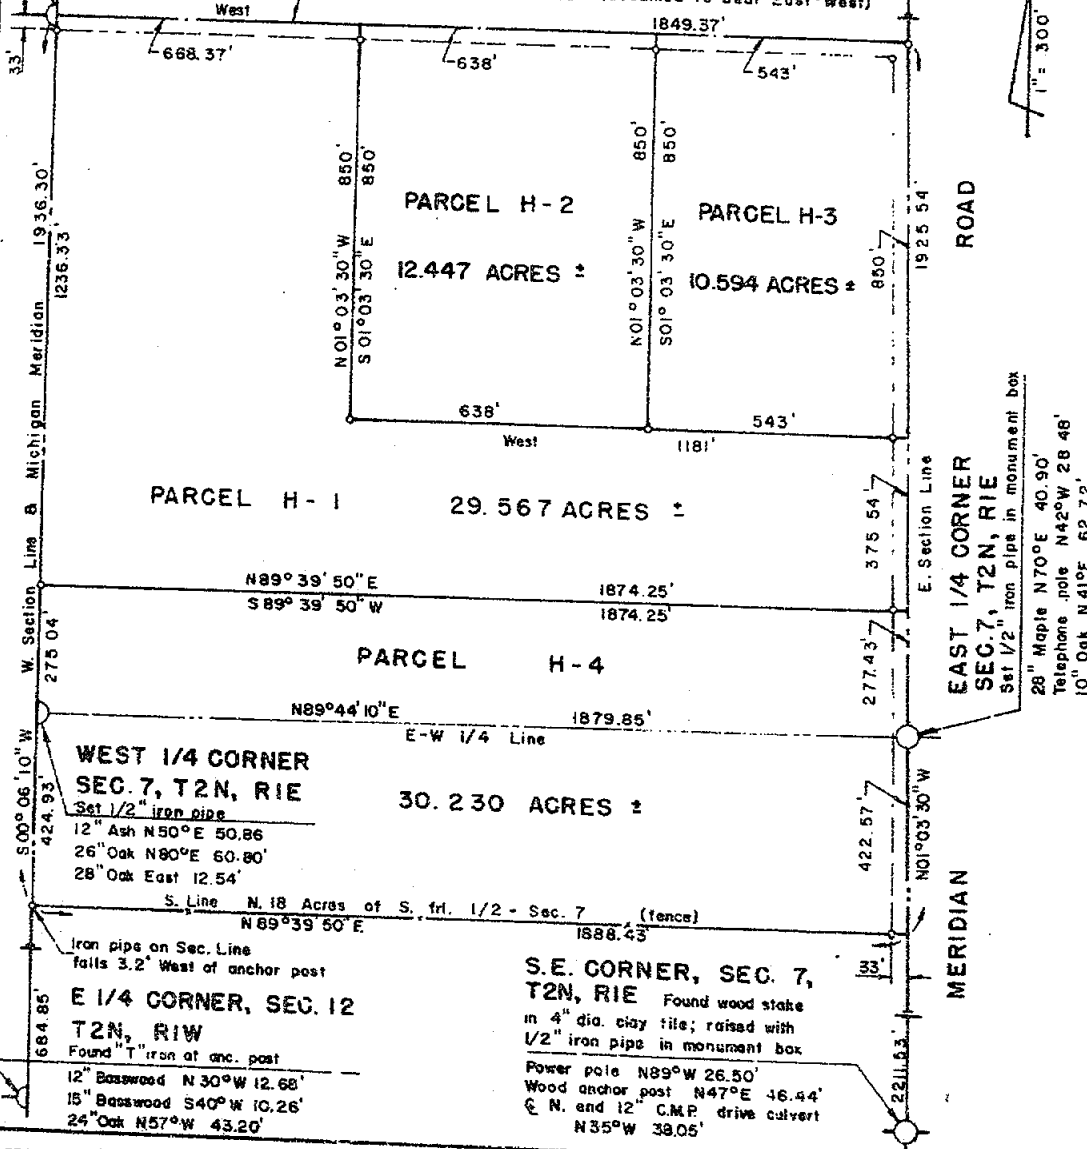 West
1849.37'
33'
668.37'
638'
543'
1" = 300'
1936.30'
1236.33'
W. Section Line & Michigan Meridian
850'
850'
N01° 03' 30" W
S 01° 03' 30" E
PARCEL H-2
12.447 ACRES ±
850'
850'
N01° 03' 30" W
S01° 03' 30" E
PARCEL H-3
10.594 ACRES ±
850'
1925 54'
ROAD
638'
West
543'
1181'
PARCEL H-1
29.567 ACRES ±
375 54'
E. Section Line
N89° 39' 50" E
1874.25'
S 89° 39' 50" W
1874.25'
275 04'
PARCEL H-4
277.43'
N89°44'10"E
1879.85'
E-W 1/4 Line
EAST 1/4 CORNER
SEC. 7, T2N, R1E
Set 1/2" iron pipe in monument box
28" Maple N70°E 40.90'
Telephone pole N42°W 28 48'
10" Oak N41°E 62.72'
WEST 1/4 CORNER
SEC. 7, T2N, R1E
Set 1/2" iron pipe
12" Ash N50°E 50.86
26" Oak N80°E 60.80'
28" Oak East 12.54'
S00° 06' 10" W
424.93'
30.230 ACRES ±
422.57'
N01°03'30"W
S. Line N. 18 Acres of S. frl. 1/2 - Sec. 7 (fence)
N 89°39' 50" E
1888.43'
Iron pipe on Sec. Line
falls 3.2' West of anchor post
33'
MERIDIAN
E 1/4 CORNER, SEC. 12
T2N, R1W
Found "T" iron at anc. post
12" Basswood N 30°W 12.68'
15" Basswood S40°W 10.26'
24" Oak N57°W 43.20'
684.85'
S.E. CORNER, SEC. 7,
T2N, R1E Found wood stake
in 4" dia. clay tile; raised with
1/2" iron pipe in monument box
Power pole N89°W 26.50'
Wood anchor post N47°E 46.44'
℄ N. end 12" C.M.P. drive culvert
N35°W 38.05'
2211.53'